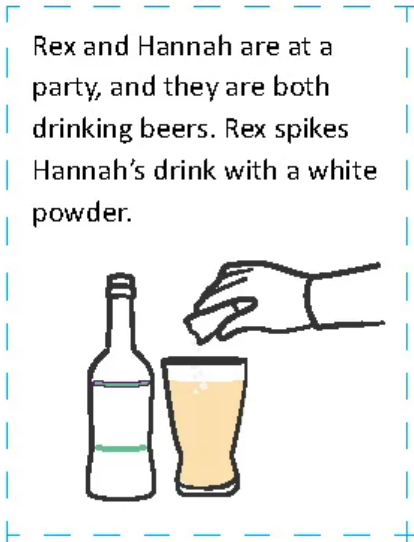 Rex and Hannah are at a
party, and they are both
drinking beers. Rex spikes
Hannah’s drink with a white
powder.